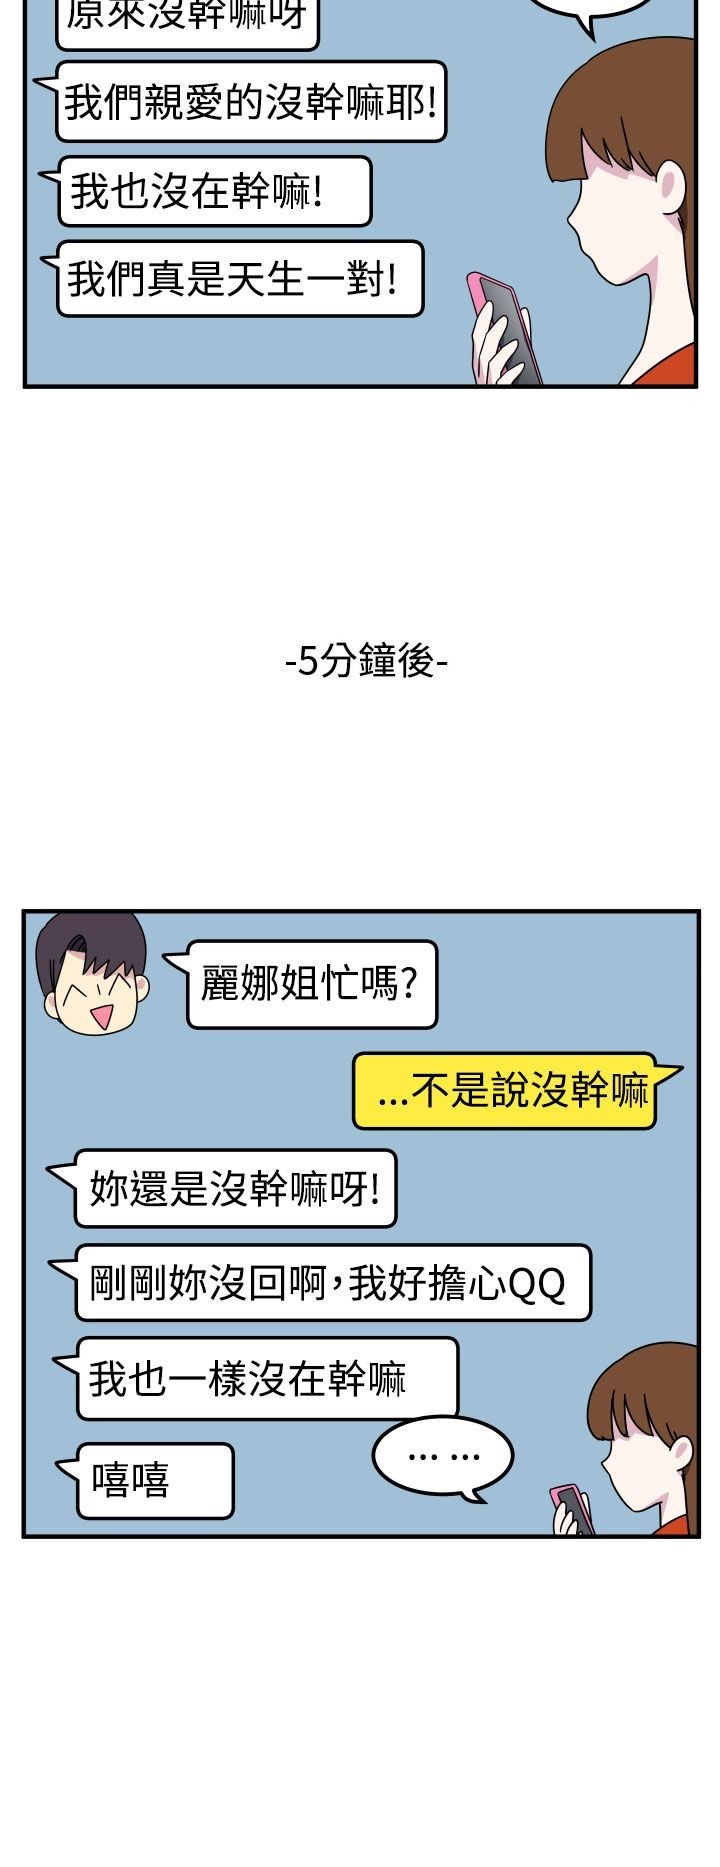 原來沒幹嘛呀
我們親愛的沒幹嘛耶!
我也沒在幹嘛!
我們真是天生一對!
-5分鐘後-
麗娜姐忙嗎?
...不是說沒幹嘛
妳還是沒幹嘛呀!
剛剛妳沒回啊,我好擔心QQ
我也一樣沒在幹嘛
... ...
嘻嘻